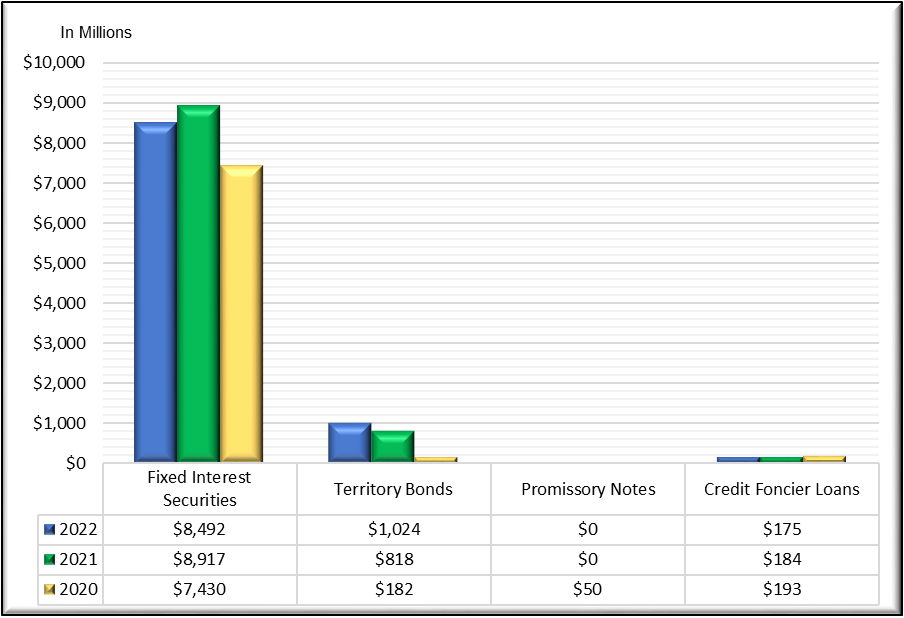 In Millions
$10,000
$9,000
$8,000
$7,000
$6,000
$5,000
$4,000
$3,000
$2,000
$1,000
$0
Fixed Interest
Securities
Territory Bonds
Promissory Notes
Credit Foncier Loans
2022 $8,492 $1,024 $0 $175
2021 $8,917 $818 $0 $184
2020 $7,430 $182 $50 $193